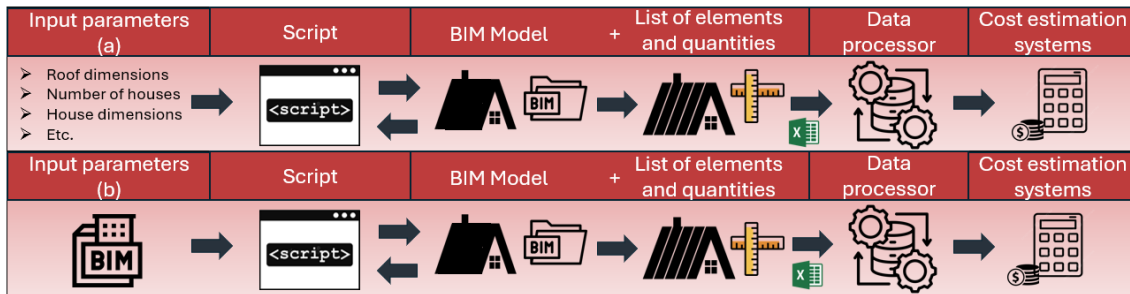 Input parameters
(a)
Script
BIM Model
+ List of elements
and quantities
Data
processor
Cost estimation
systems
➢ Roof dimensions
➢ Number of houses
➢ House dimensions
➢ Etc.
<script>
BIM
X
$
Input parameters
(b)
Script
BIM Model
+ List of elements
and quantities
Data
processor
Cost estimation
systems
BIM
<script>
BIM
X
$